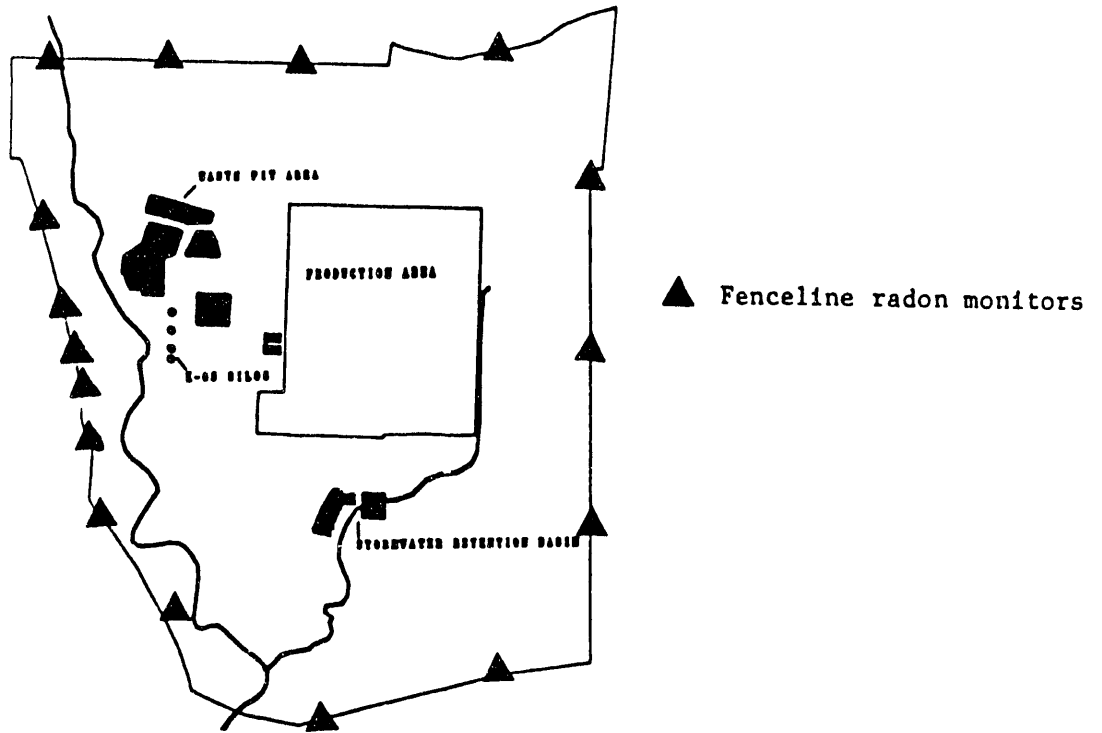 WASTE PIT AREA
PRODUCTION AREA
▲ Fenceline radon monitors
K-65 SILOS
STORMWATER RETENTION BASIN